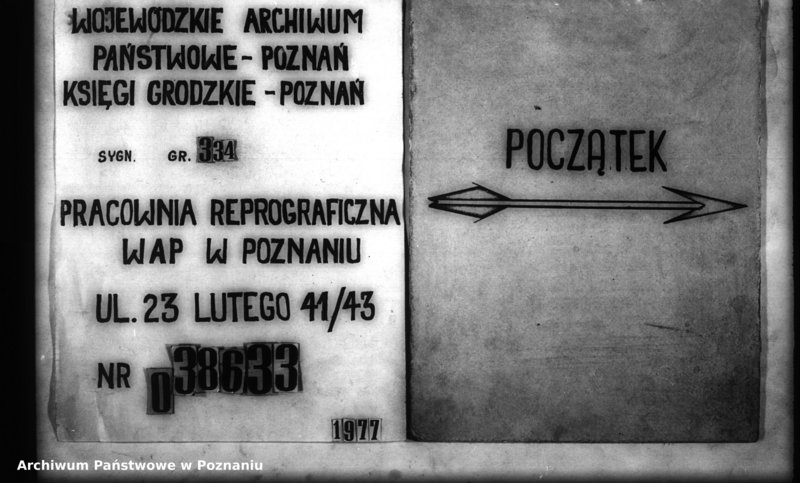 WOJEWÓDZKIE ARCHIWUM
PAŃSTWOWE - POZNAŃ
KSIĘGI GRODZKIE - POZNAŃ
SYGN. GR. 334
PRACOWNIA REPROGRAFICZNA
WAP W POZNANIU
UL. 23 LUTEGO 41/43
NR 038633
1977
POCZĄTEK
Archiwum Państwowe w Poznaniu